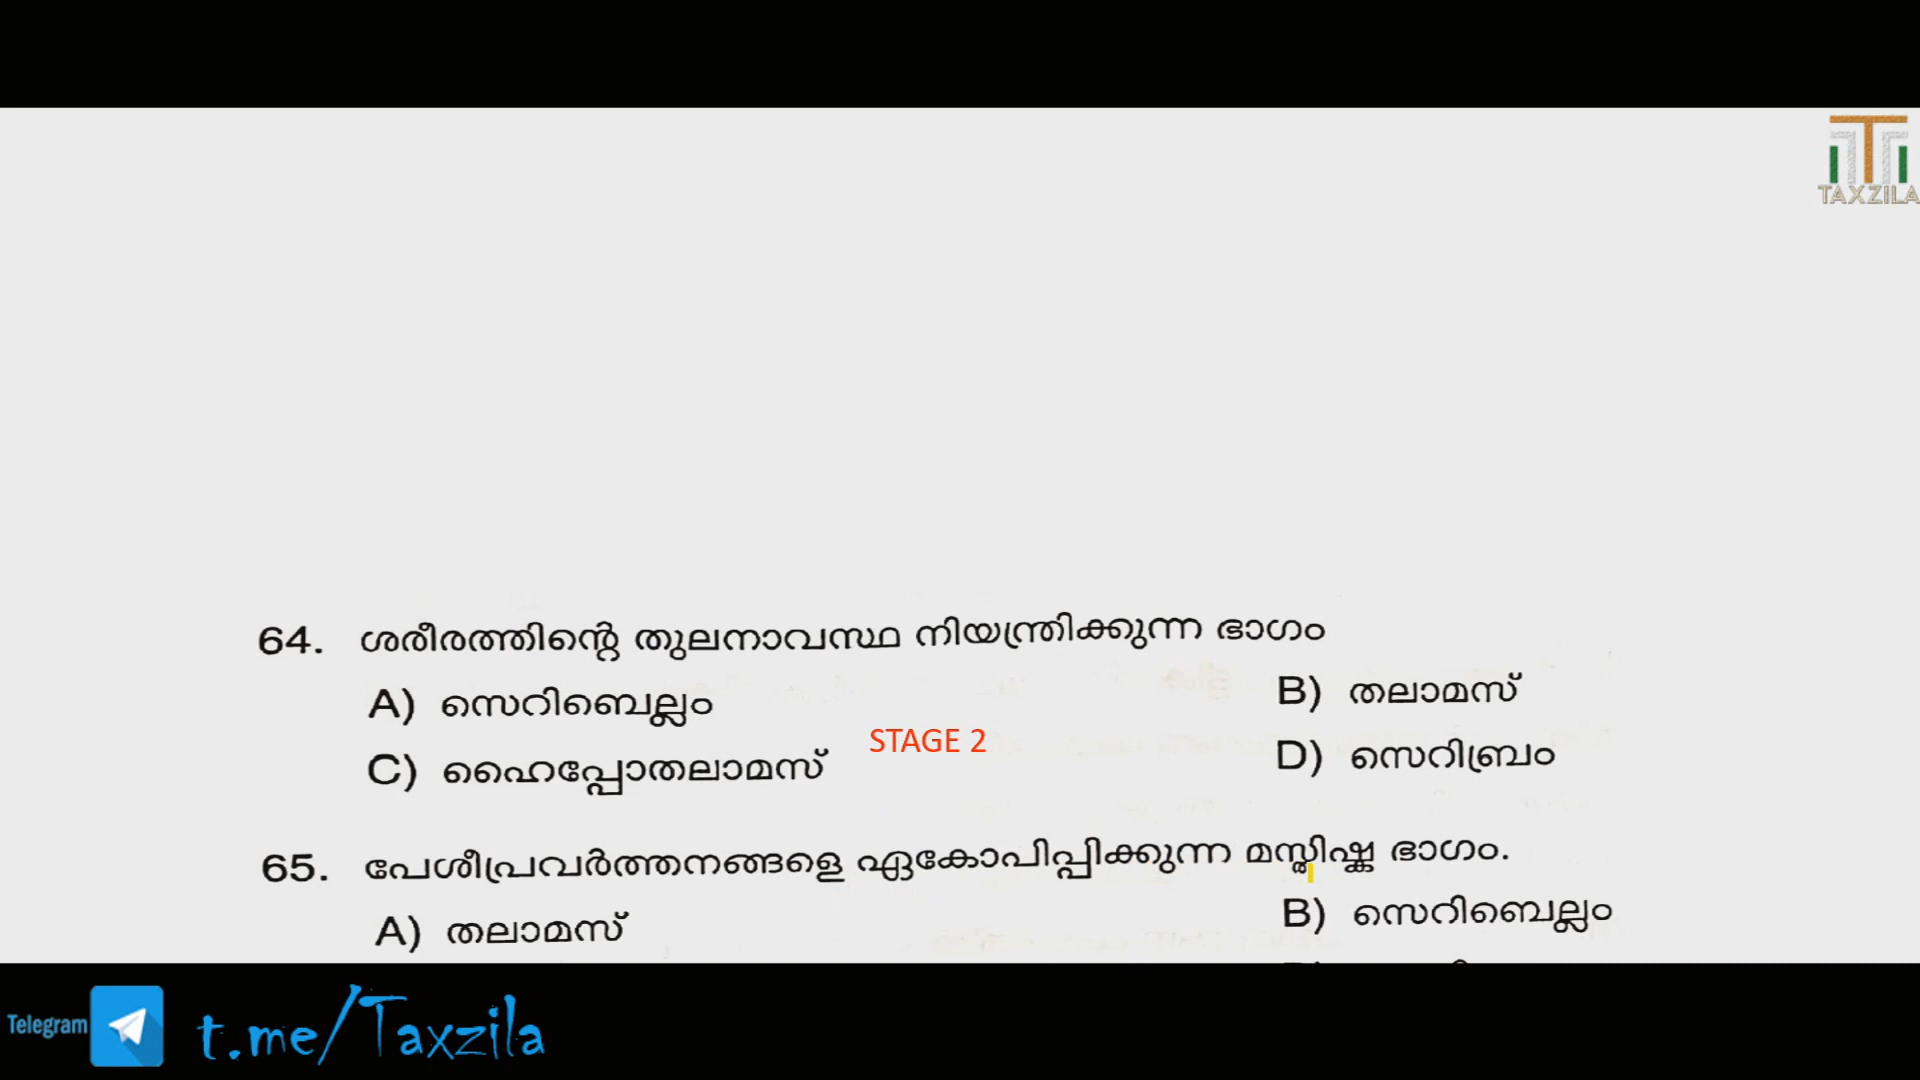 TAXZILA
64. ശരീരത്തിന്റെ തുലനാവസ്ഥ നിയന്ത്രിക്കുന്ന ഭാഗം
A) സെറിബെല്ലം B) തലാമസ്
STAGE 2
C) ഹൈപ്പോതലാമസ് D) സെറിബ്രം
65. പേശീപ്രവർത്തനങ്ങളെ ഏകോപിപ്പിക്കുന്ന മസ്തിഷ്ക ഭാഗം.
A) തലാമസ് B) സെറിബെല്ലം
Telegram t.me/Taxzila